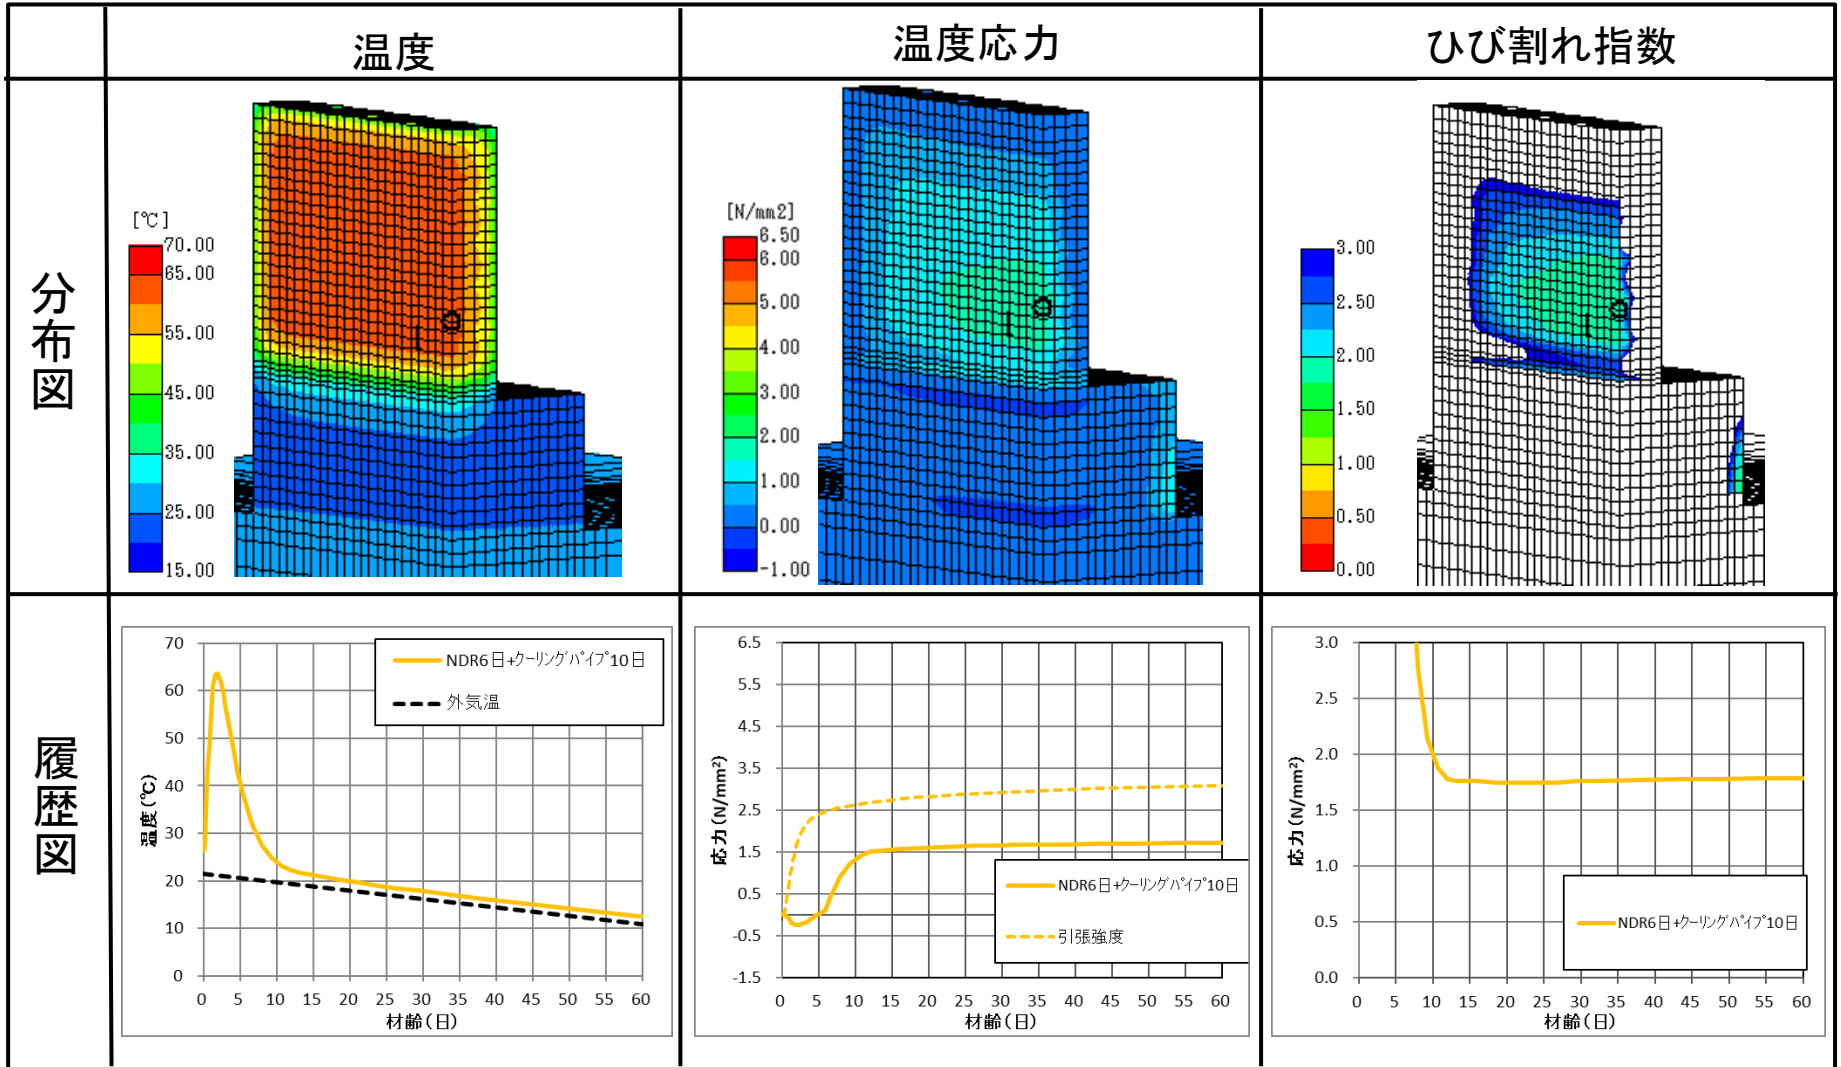 温度
温度応力
ひび割れ指数
分布図
[℃]
70.00
65.00
55.00
45.00
35.00
25.00
15.00
[N/mm2]
6.50
6.00
5.00
4.00
3.00
2.00
1.00
0.00
-1.00
3.00
2.50
2.00
1.50
1.00
0.50
0.00
履歴図
温度(℃)
70
60
50
40
30
20
10
0
NDR6日+クーリングパイプ10日
外気温
0 5 10 15 20 25 30 35 40 45 50 55 60
材齢(日)
応力(N/mm²)
6.5
5.5
4.5
3.5
2.5
1.5
0.5
-0.5
-1.5
NDR6日+クーリングパイプ10日
引張強度
0 5 10 15 20 25 30 35 40 45 50 55 60
材齢(日)
応力(N/mm²)
3.0
2.5
2.0
1.5
1.0
0.5
0.0
NDR6日+クーリングパイプ10日
0 5 10 15 20 25 30 35 40 45 50 55 60
材齢(日)